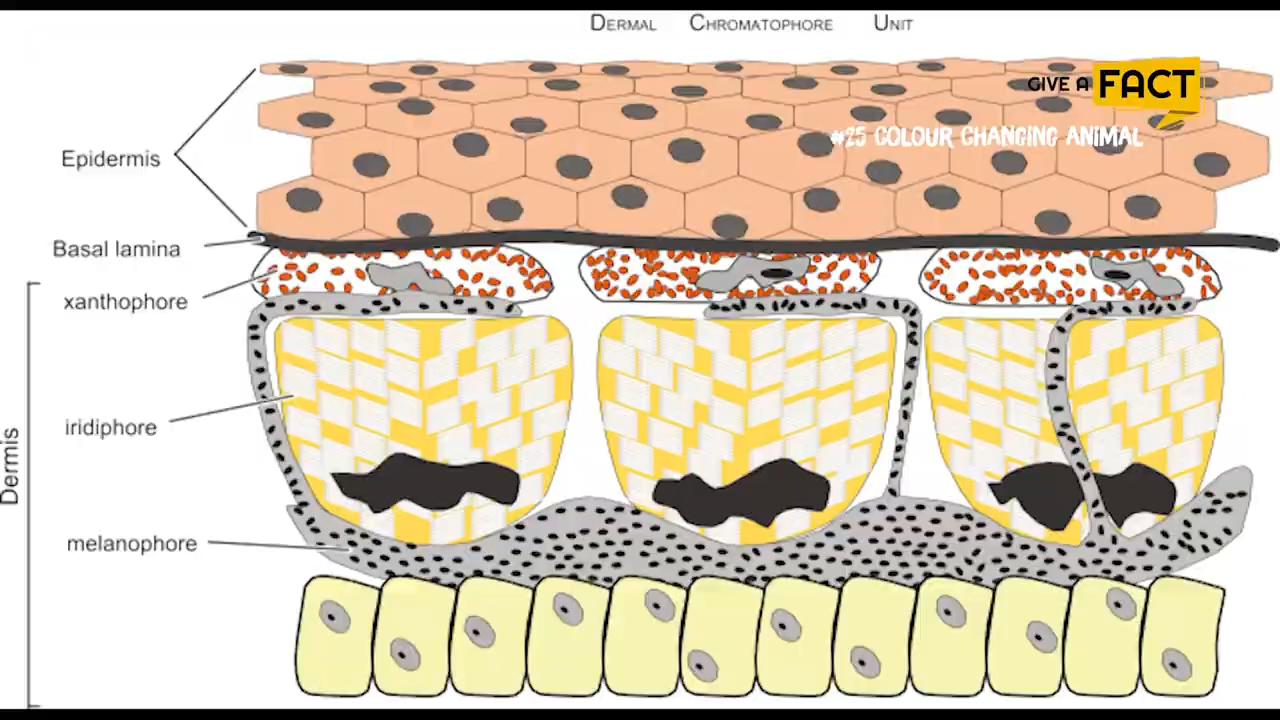 DERMAL CHROMATOPHORE UNIT
GIVE A FACT
#25 COLOUR CHANGING ANIMAL
Epidermis
Basal lamina
xanthophore
iridiphore
Dermis
melanophore